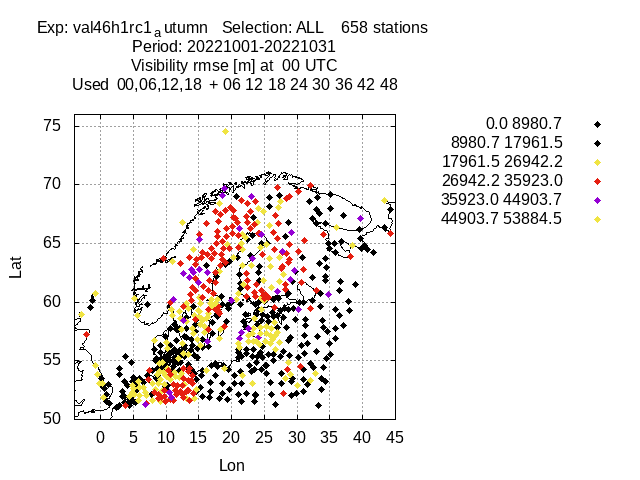 Exp: val46h1rc1autumn Selection: ALL 658 stations
Period: 20221001-20221031
Visibility rmse [m] at 00 UTC
Used 00,06,12,18 + 06 12 18 24 30 36 42 48
0.0 8980.7
8980.7 17961.5
17961.5 26942.2
26942.2 35923.0
35923.0 44903.7
44903.7 53884.5
75
70
65
60
55
50
Lat
0 5 10 15 20 25 30 35 40 45
Lon